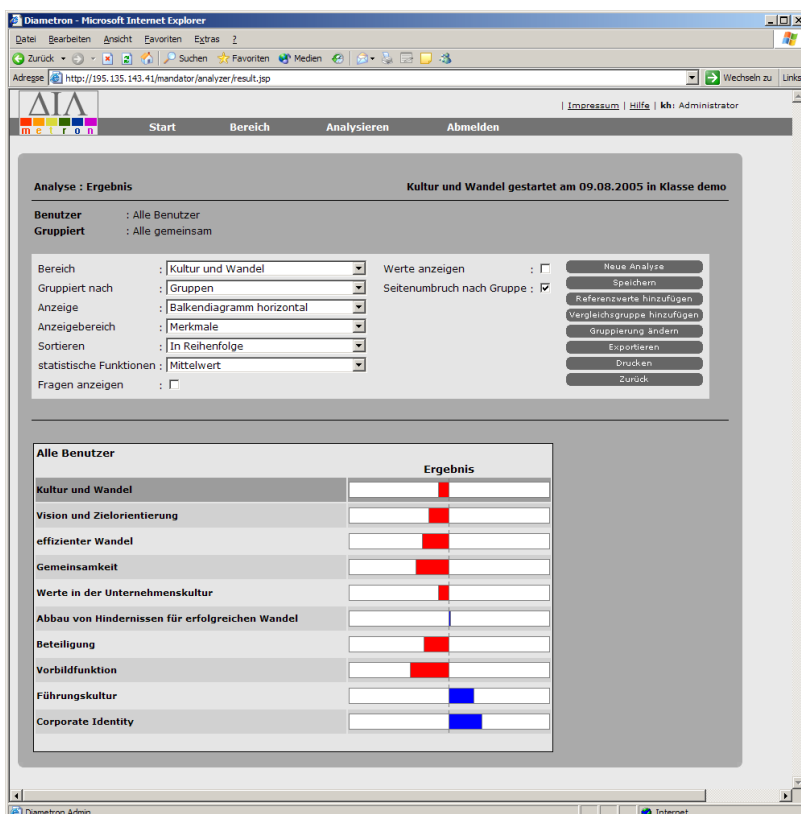 Diametron - Microsoft Internet Explorer
Datei Bearbeiten Ansicht Favoriten Extras ?
Zurück Suchen Favoriten Medien
Adresse http://195.135.143.41/mandator/analyzer/result.jsp Wechseln zu Links
DIA
metron
| Impressum | Hilfe | kh: Administrator
Start Bereich Analysieren Abmelden
Analyse : Ergebnis Kultur und Wandel gestartet am 09.08.2005 in Klasse demo
Benutzer : Alle Benutzer
Gruppiert : Alle gemeinsam
Bereich : Kultur und Wandel Werte anzeigen : Neue Analyse
Gruppiert nach : Gruppen Seitenumbruch nach Gruppe : Speichern
Anzeige : Balkendiagramm horizontal Referenzwerte hinzufügen
Anzeigebereich : Merkmale Vergleichsgruppe hinzufügen
Sortieren : In Reihenfolge Gruppierung ändern
statistische Funktionen : Mittelwert Exportieren
Fragen anzeigen : Drucken
Zurück
Alle Benutzer
Ergebnis
Kultur und Wandel
Vision und Zielorientierung
effizienter Wandel
Gemeinsamkeit
Werte in der Unternehmenskultur
Abbau von Hindernissen für erfolgreichen Wandel
Beteiligung
Vorbildfunktion
Führungskultur
Corporate Identity
Diametron Admin Internet